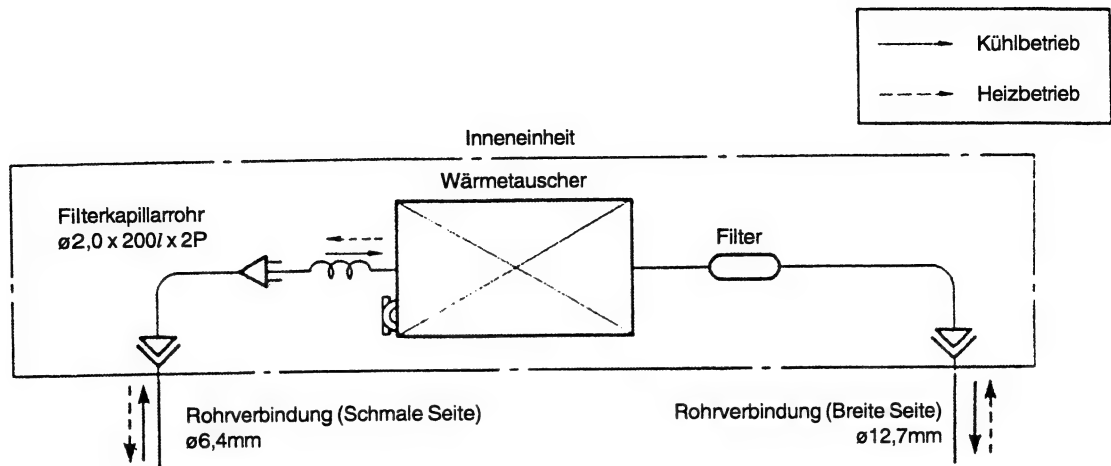 Kühlbetrieb
Heizbetrieb
Inneneinheit
Wärmetauscher
Filterkapillarrohr
ø2,0 x 200l x 2P
Filter
Rohrverbindung (Schmale Seite)
ø6,4mm
Rohrverbindung (Breite Seite)
ø12,7mm